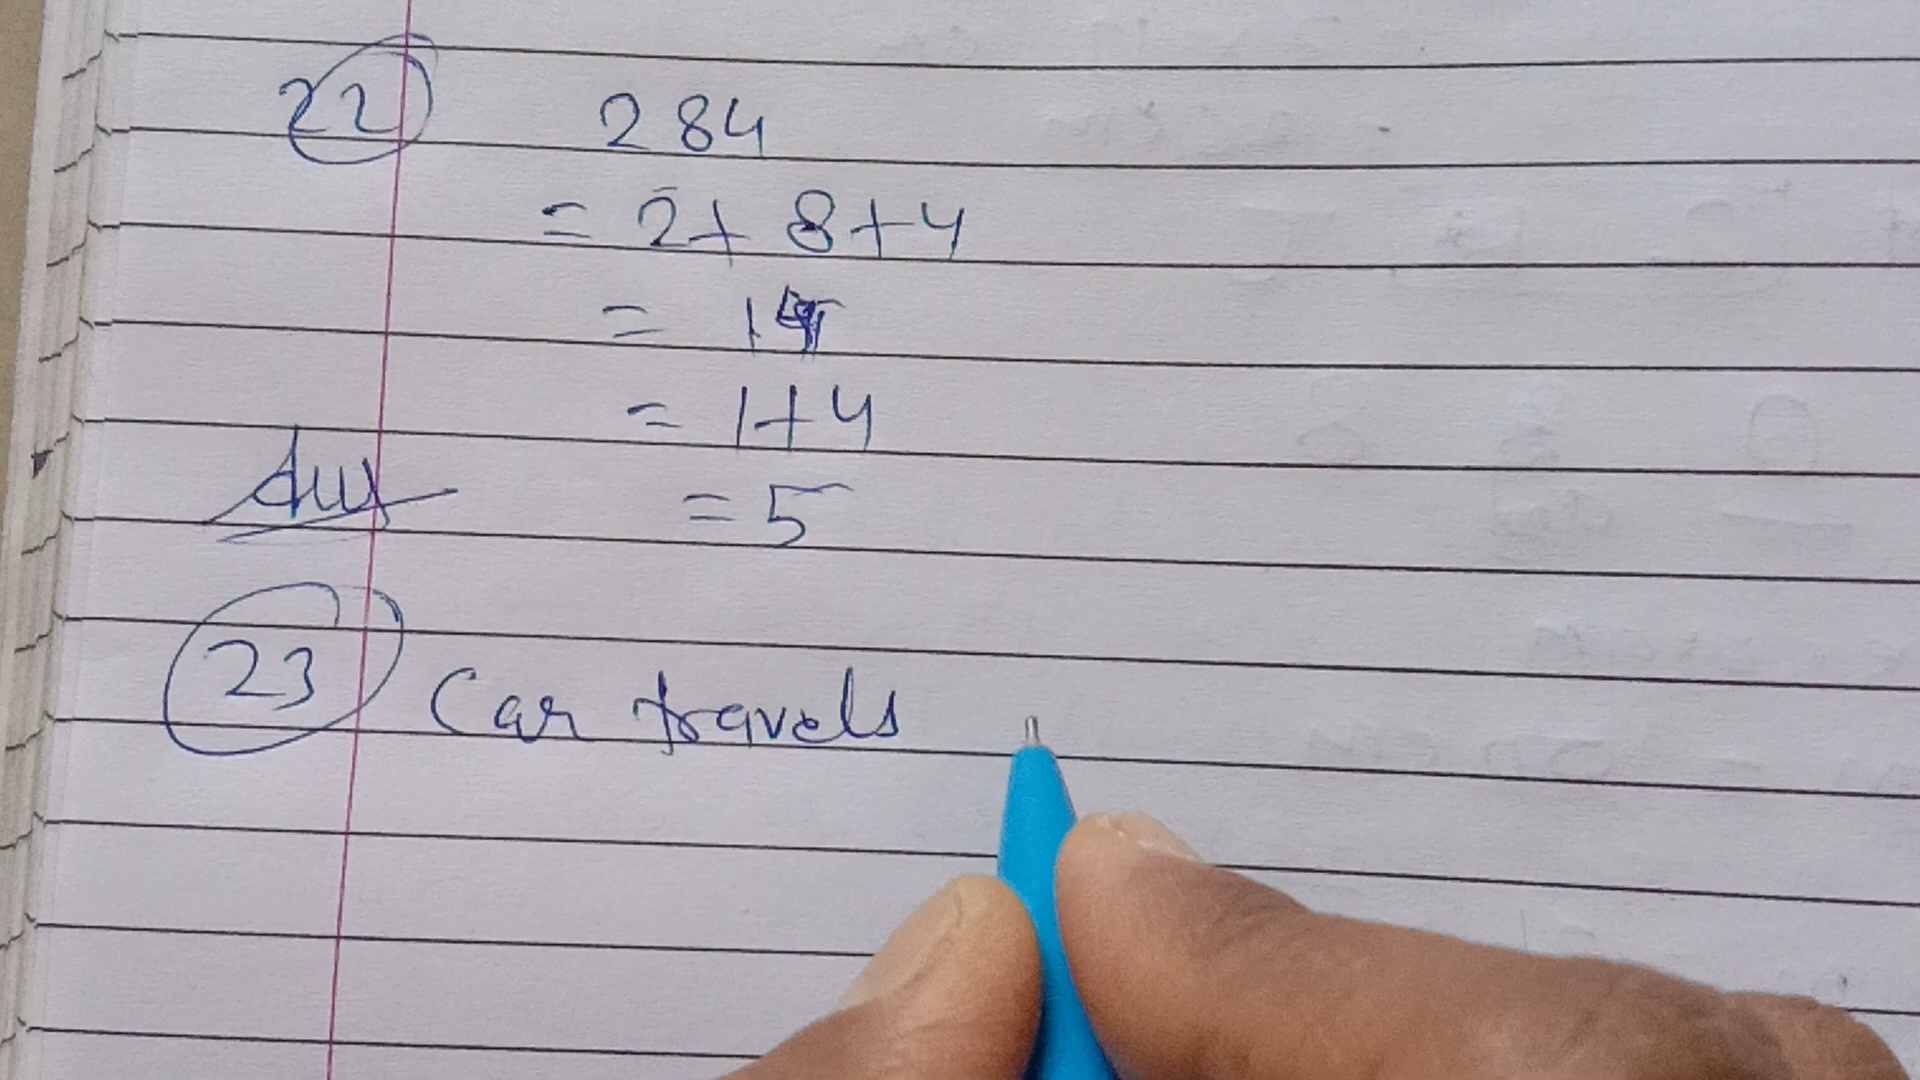 22 284
= 2+ 8+4
= 14
= 1+4
Ans = 5
23 Car travels